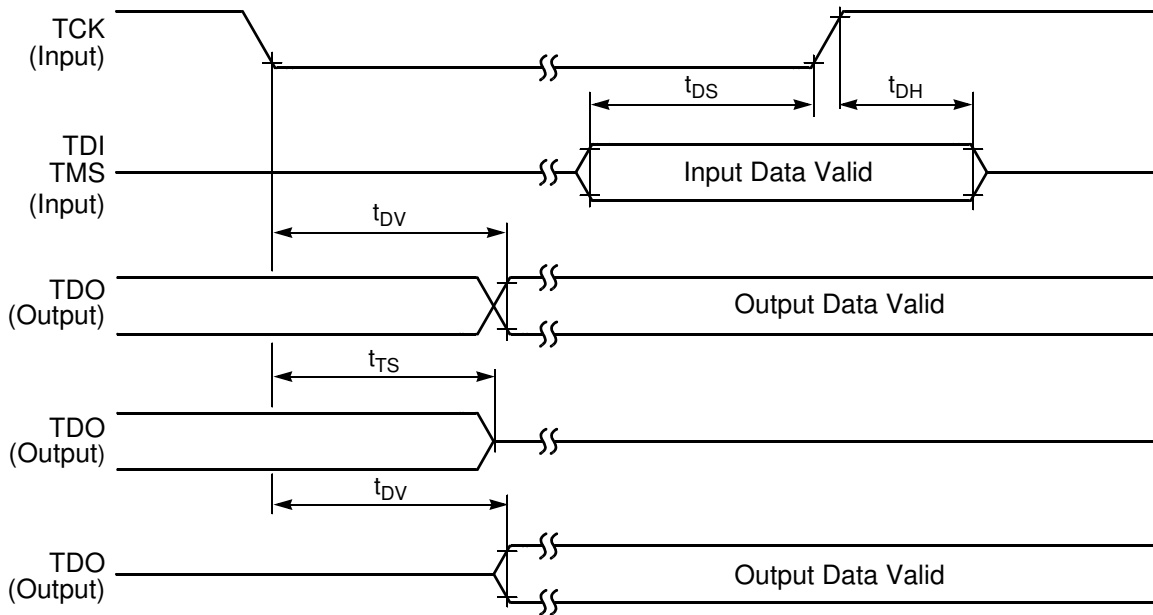 TCK
(Input)
tDS
tDH
TDI
TMS
(Input)
Input Data Valid
tDV
TDO
(Output)
Output Data Valid
tTS
TDO
(Output)
tDV
TDO
(Output)
Output Data Valid